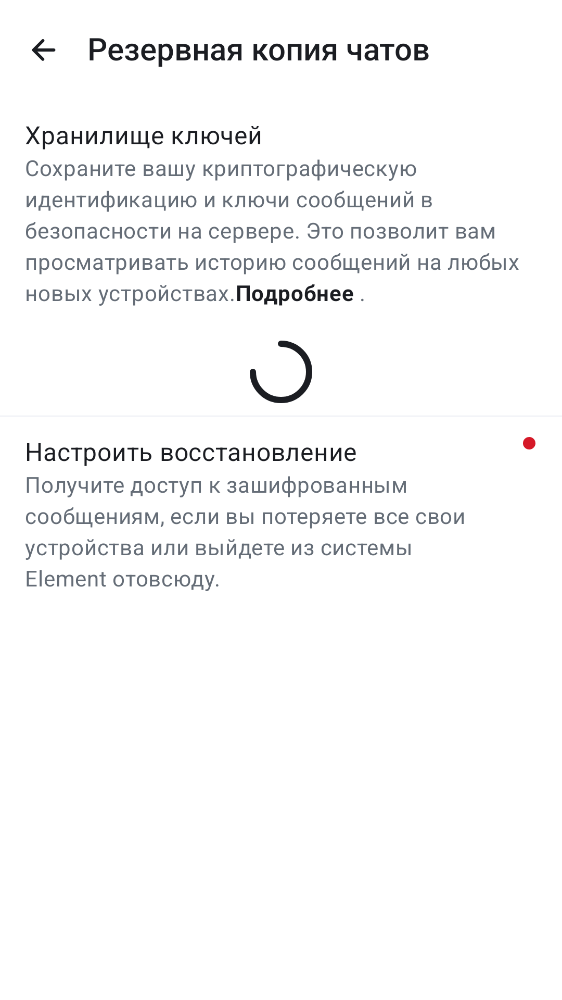 Резервная копия чатов
Хранилище ключей
Сохраните вашу криптографическую
идентификацию и ключи сообщений в
безопасности на сервере. Это позволит вам
просматривать историю сообщений на любых
новых устройствах.Подробнее .
Настроить восстановление
Получите доступ к зашифрованным
сообщениям, если вы потеряете все свои
устройства или выйдете из системы
Element отовсюду.